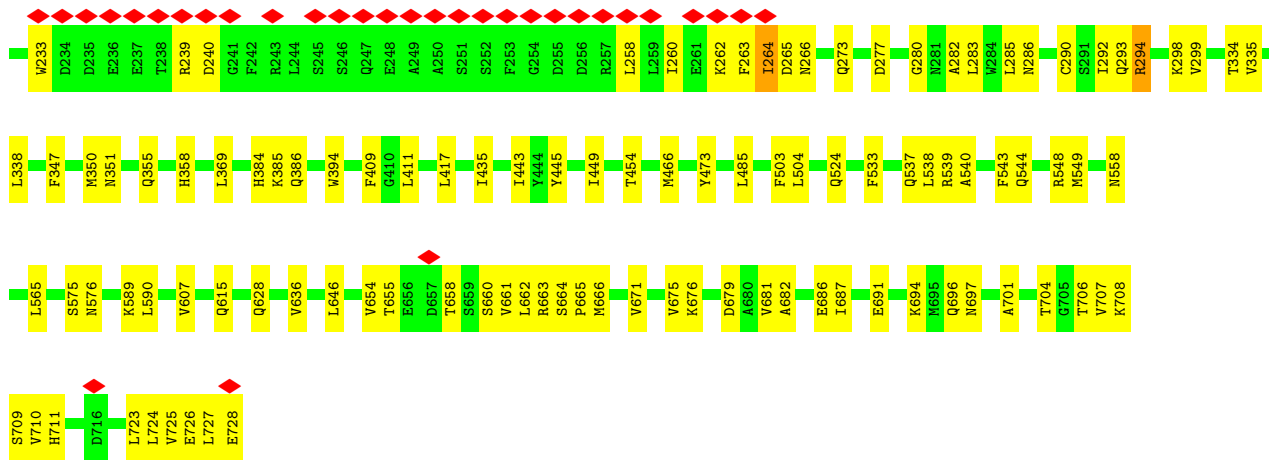 W233 D234 D235 E236 E237 T238 R239 D240 G241 F242 R243 L244 S245 S246 Q247 E248 A249 A250 S251 S252 F253 G254 D255 D256 R257 L258 L259 I260 E261 K262 F263 I264 D265 N266 Q273 D277 G280 N281 A282 L283 W284 L285 N286 C290 S291 I292 Q293 R294 K298 V299 T334 V335
L338 F347 M350 N351 Q355 H358 L369 H384 K385 Q386 W394 F409 G410 L411 L417 I435 I443 Y444 Y445 I449 T454 M466 Y473 L485 F503 L504 Q524 F533 Q537 L538 R539 A540 F543 Q544 R548 M549 N558
L565 S575 N576 K589 L590 V607 Q615 Q628 V636 L646 V654 T655 E656 D657 T658 S659 S660 V661 L662 R663 S664 P665 M666 V671 V675 K676 D679 A680 V681 A682 E686 I687 E691 K694 M695 Q696 N697 A701 T704 G705 T706 V707 K708
S709 V710 H711 D716 L723 L724 V725 E726 L727 E728